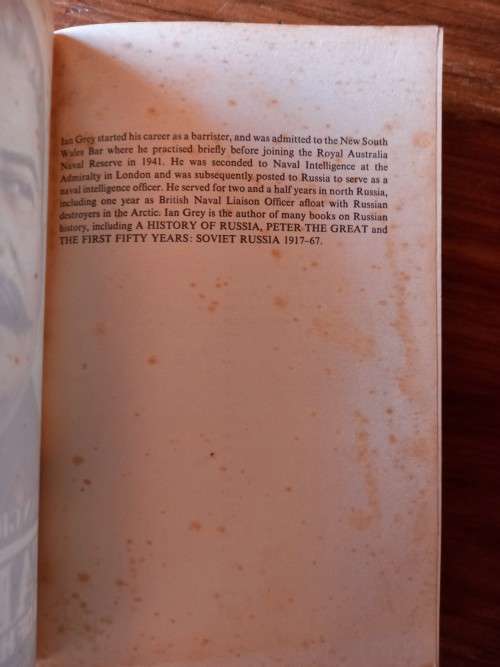 Ian Grey started his career as a barrister, and was admitted to the New South
Wales Bar where he practised briefly before joining the Royal Australia
Naval Reserve in 1941. He was seconded to Naval Intelligence at the
Admiralty in London and was subsequently posted to Russia to serve as a
naval intelligence officer. He served for two and a half years in north Russia,
including one year as British Naval Liaison Officer afloat with Russian
destroyers in the Arctic. Ian Grey is the author of many books on Russian
history, including A HISTORY OF RUSSIA, PETER THE GREAT and
THE FIRST FIFTY YEARS: SOVIET RUSSIA 1917–67.